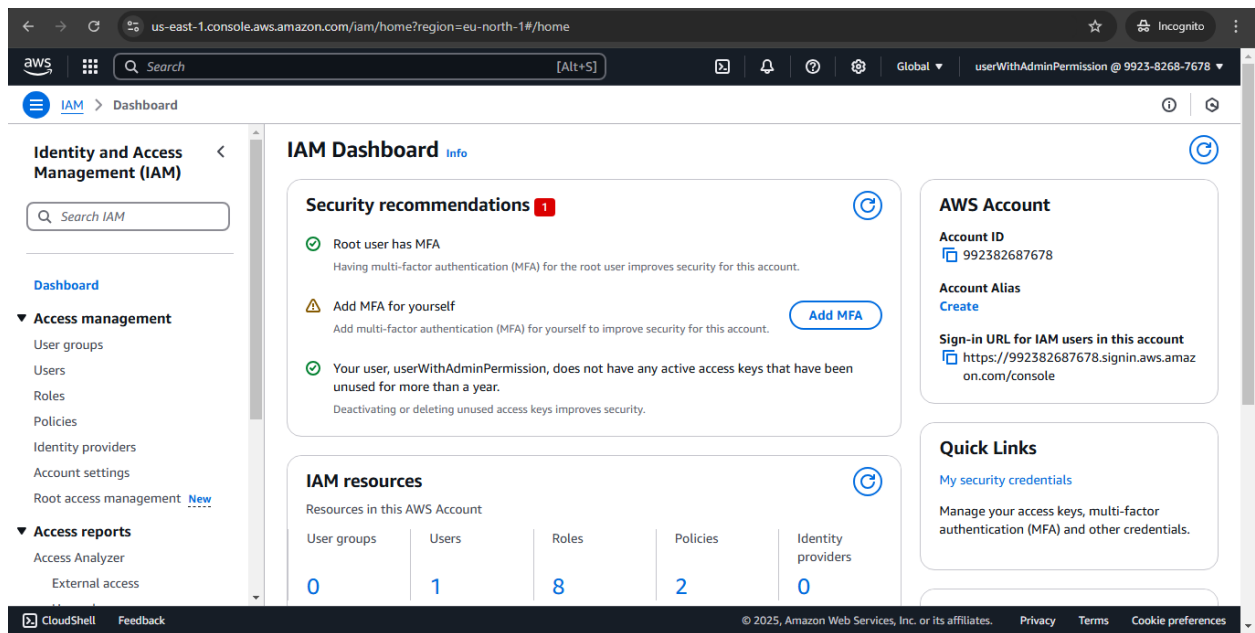 us-east-1.console.aws.amazon.com/iam/home?region=eu-north-1#/home
Incognito
aws
Search
[Alt+S]
Global
userWithAdminPermission @ 9923-8268-7678
IAM
Dashboard
Identity and Access
Management (IAM)
Search IAM
Dashboard
Access management
User groups
Users
Roles
Policies
Identity providers
Account settings
Root access management New
Access reports
Access Analyzer
External access
IAM Dashboard Info
Security recommendations 1
Root user has MFA
Having multi-factor authentication (MFA) for the root user improves security for this account.
Add MFA for yourself
Add multi-factor authentication (MFA) for yourself to improve security for this account.
Add MFA
Your user, userWithAdminPermission, does not have any active access keys that have been
unused for more than a year.
Deactivating or deleting unused access keys improves security.
IAM resources
Resources in this AWS Account
User groups
Users
Roles
Policies
Identity
providers
0
1
8
2
0
AWS Account
Account ID
992382687678
Account Alias
Create
Sign-in URL for IAM users in this account
https://992382687678.signin.aws.amaz
on.com/console
Quick Links
My security credentials
Manage your access keys, multi-factor
authentication (MFA) and other credentials.
CloudShell
Feedback
© 2025, Amazon Web Services, Inc. or its affiliates.
Privacy
Terms
Cookie preferences